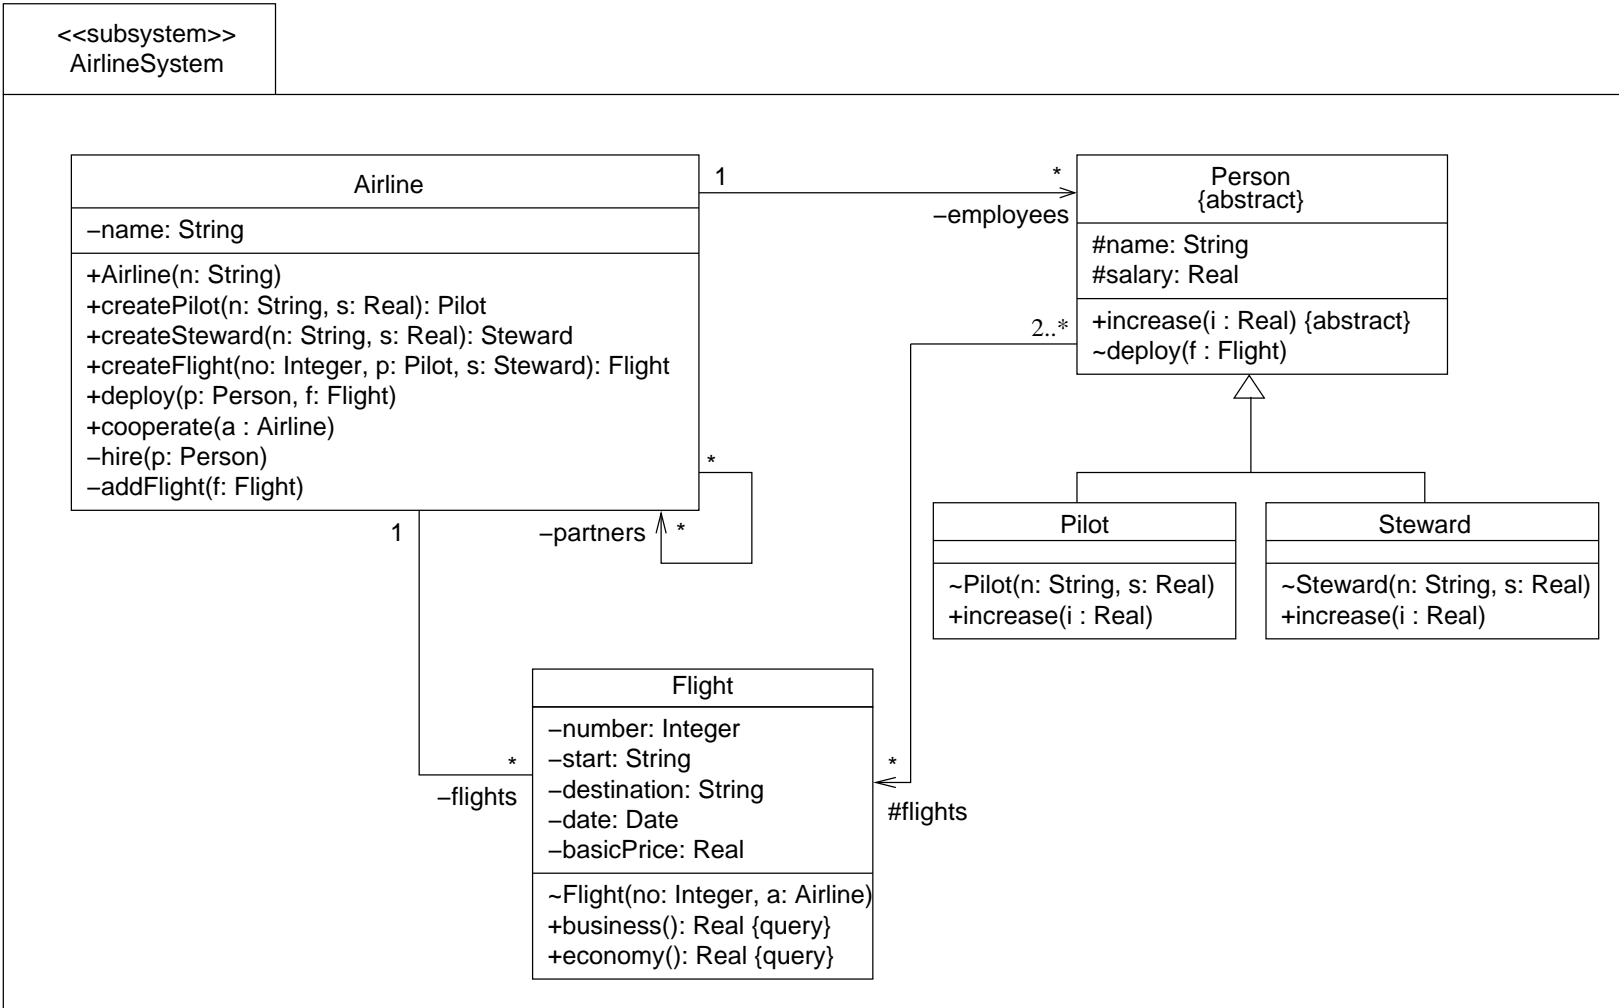 <<subsystem>>
AirlineSystem
Airline
–name: String
+Airline(n: String)
+createPilot(n: String, s: Real): Pilot
+createSteward(n: String, s: Real): Steward
+createFlight(no: Integer, p: Pilot, s: Steward): Flight
+deploy(p: Person, f: Flight)
+cooperate(a : Airline)
–hire(p: Person)
–addFlight(f: Flight)
1
*
–employees
Person
{abstract}
#name: String
#salary: Real
+increase(i : Real) {abstract}
~deploy(f : Flight)
2..*
*
–partners
*
1
*
–flights
*
#flights
Pilot
~Pilot(n: String, s: Real)
+increase(i : Real)
Steward
~Steward(n: String, s: Real)
+increase(i : Real)
Flight
–number: Integer
–start: String
–destination: String
–date: Date
–basicPrice: Real
~Flight(no: Integer, a: Airline)
+business(): Real {query}
+economy(): Real {query}